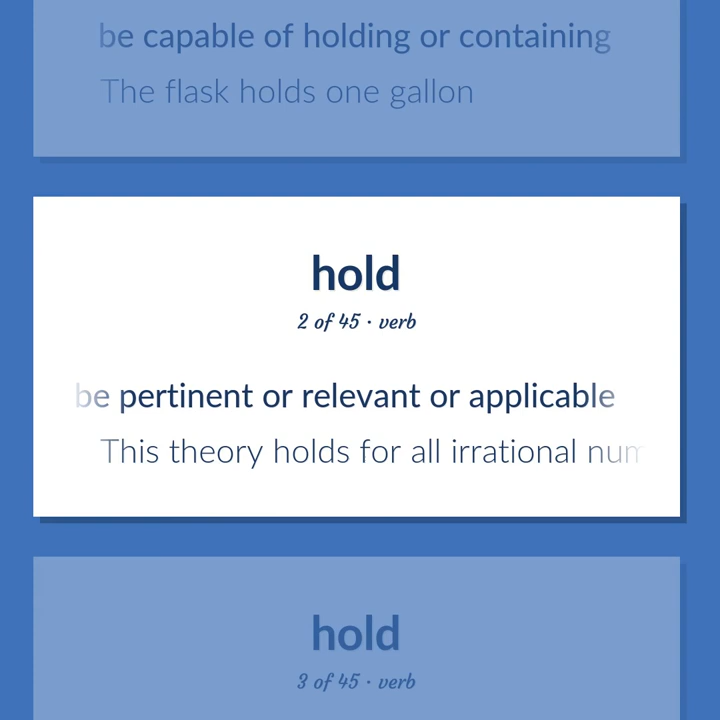 be capable of holding or containing
The flask holds one gallon
hold
2 of 45 · verb
be pertinent or relevant or applicable
This theory holds for all irrational num
hold
3 of 45 · verb